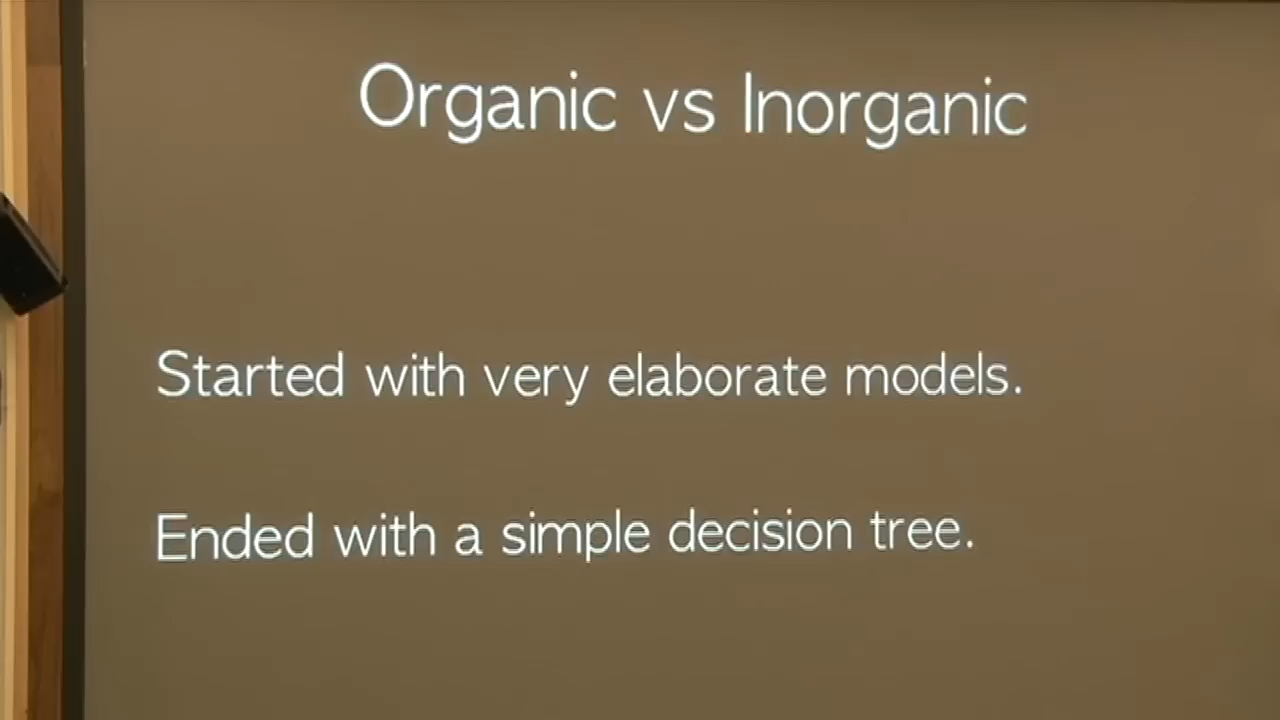 Organic vs Inorganic
Started with very elaborate models.
Ended with a simple decision tree.